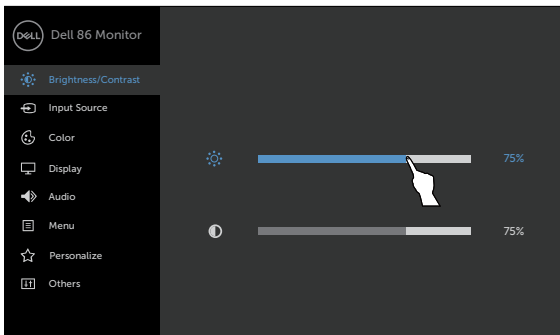 DELL
Dell 86 Monitor
Brightness/Contrast
Input Source
Color
Display
Audio
Menu
Personalize
Others
75%
75%